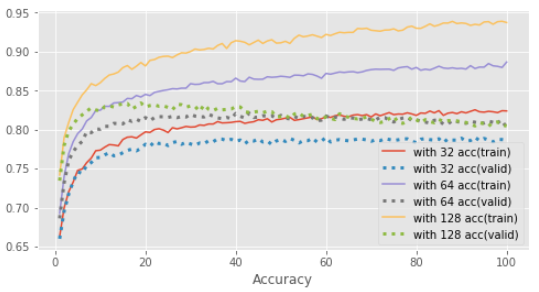 0.95
0.90
0.85
0.80
0.75
0.70
0.65
with 32 acc(train)
with 32 acc(valid)
with 64 acc(train)
with 64 acc(valid)
with 128 acc(train)
with 128 acc(valid)
0 20 40 60 80 100
Accuracy